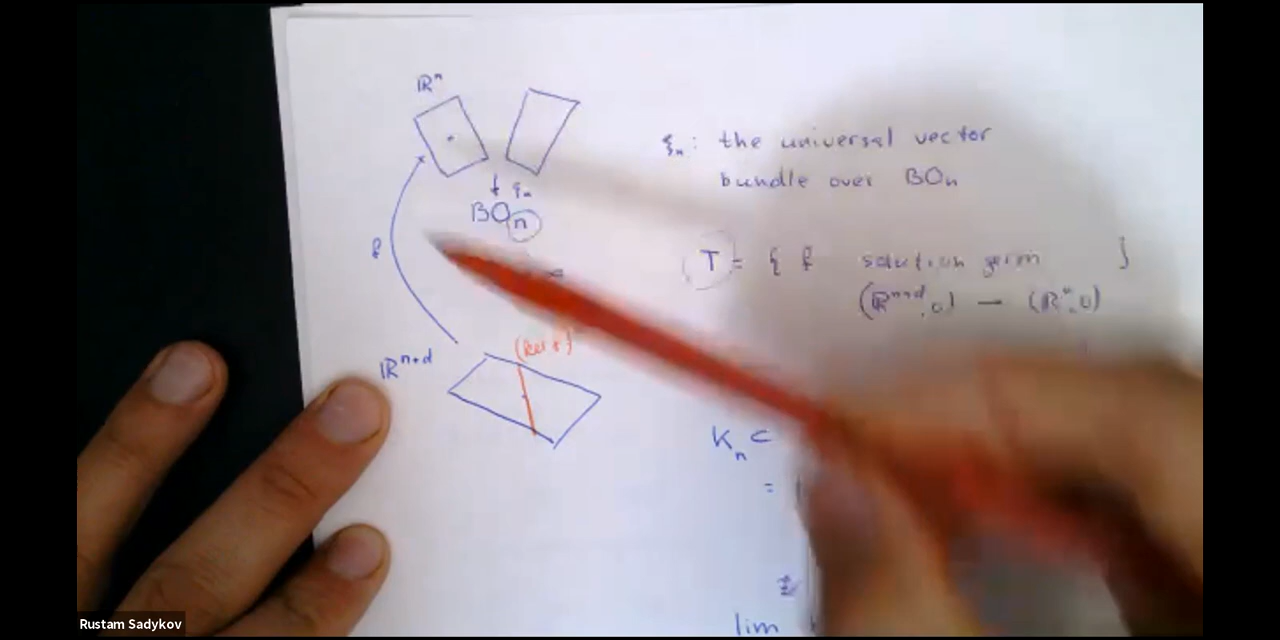 ℝⁿ
ξₙ : the universal vector
bundle over BOₙ
↓ ξₙ
BOₙ
f
T = { f solution germ }
(ℝⁿ⁺ᵈ, 0) — (ℝⁿ, 0)
ℝⁿ⁺ᵈ
Kₙ ⊂
=
lim
Rustam Sadykov